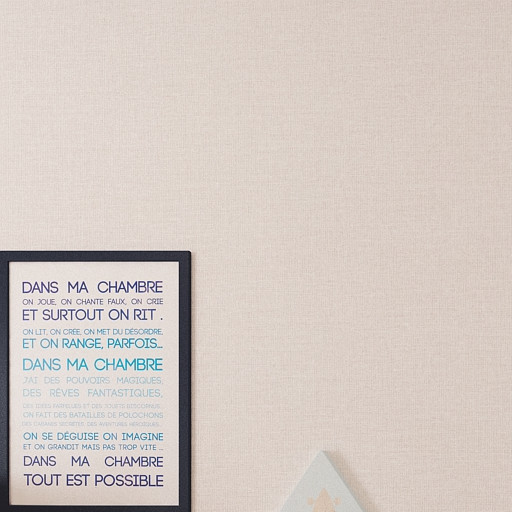 DANS MA CHAMBRE
ON JOUE, ON CHANTE FAUX, ON CRIE
ET SURTOUT ON RIT .
ON LIT, ON CRÉE, ON MET DU DÉSORDRE,
ET ON RANGE, PARFOIS...
DANS MA CHAMBRE
J'AI DES POUVOIRS MAGIQUES,
DES RÊVES FANTASTIQUES,
ON FAIT DES BATAILLES DE POLOCHONS
ON SE DÉGUISE ON IMAGINE
ET ON GRANDIT MAIS PAS TROP VITE ...
DANS MA CHAMBRE
TOUT EST POSSIBLE